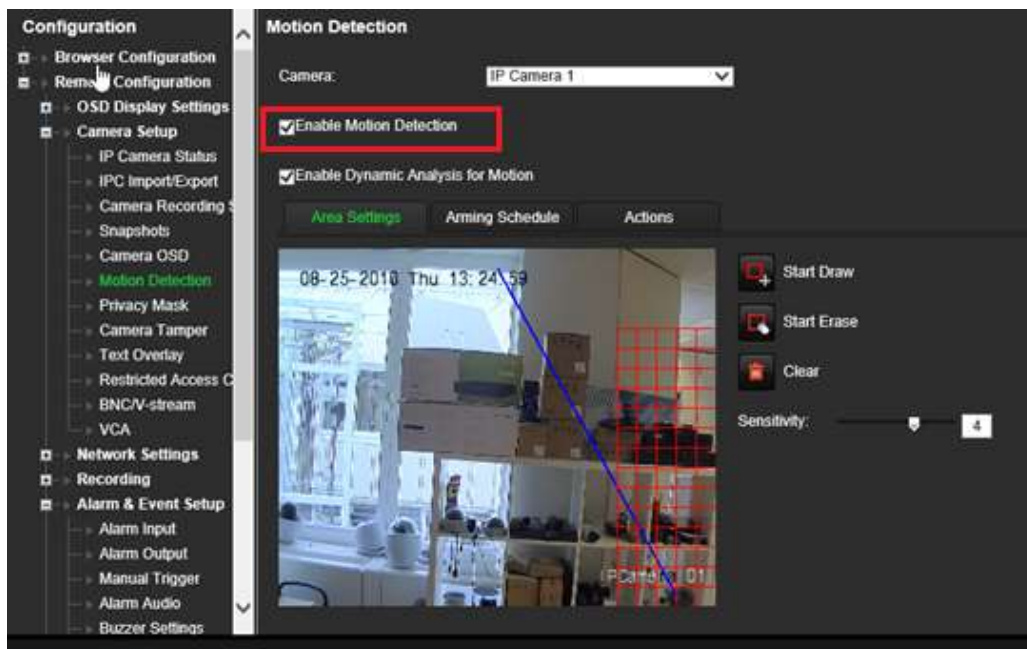 Configuration
Browser Configuration
Remo Configuration
OSD Display Settings
Camera Setup
IP Camera Status
IPC Import/Export
Camera Recording S
Snapshots
Camera OSD
Motion Detection
Privacy Mask
Camera Tamper
Text Overlay
Restricted Access C
BNC/V-stream
VCA
Network Settings
Recording
Alarm & Event Setup
Alarm Input
Alarm Output
Manual Trigger
Alarm Audio
Buzzer Settings
Motion Detection
Camera: IP Camera 1
Enable Motion Detection
Enable Dynamic Analysis for Motion
Area Settings Arming Schedule Actions
08-25-2016 Thu 13:24:59
IPCamera 01
Start Draw
Start Erase
Clear
Sensitivity: 4